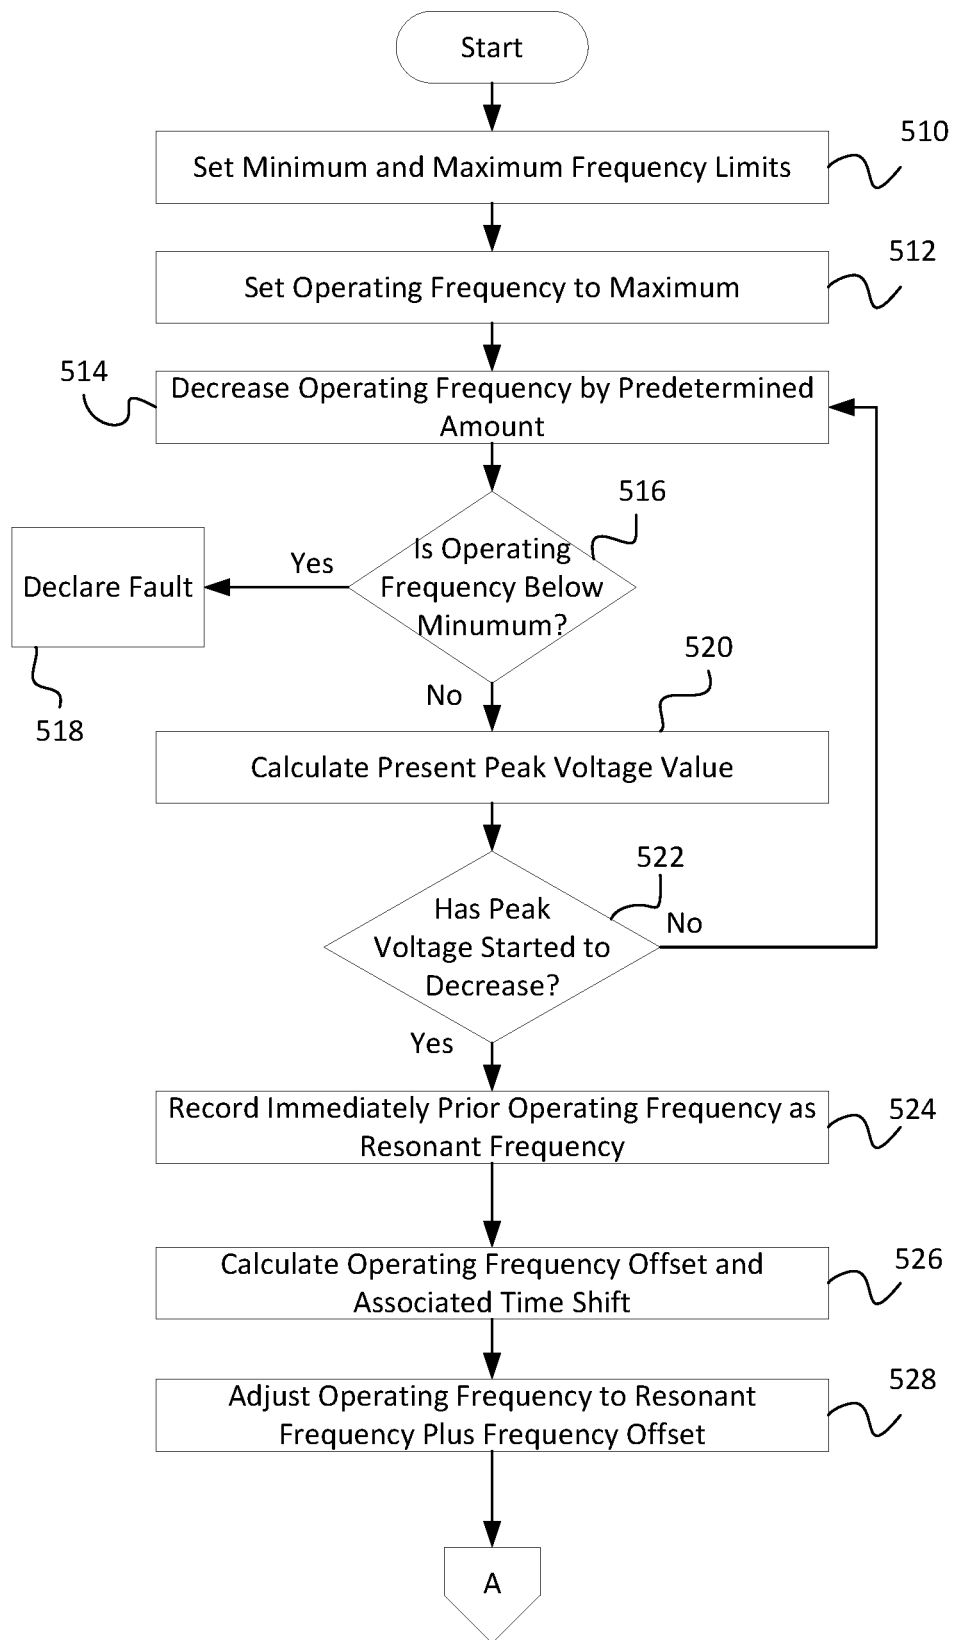 Start
510
Set Minimum and Maximum Frequency Limits
512
Set Operating Frequency to Maximum
514
Decrease Operating Frequency by Predetermined
Amount
516
Is Operating
Frequency Below
Minumum?
Yes
Declare Fault
518
No
520
Calculate Present Peak Voltage Value
522
Has Peak
Voltage Started to
Decrease?
No
Yes
Record Immediately Prior Operating Frequency as
Resonant Frequency
524
Calculate Operating Frequency Offset and
Associated Time Shift
526
Adjust Operating Frequency to Resonant
Frequency Plus Frequency Offset
528
A